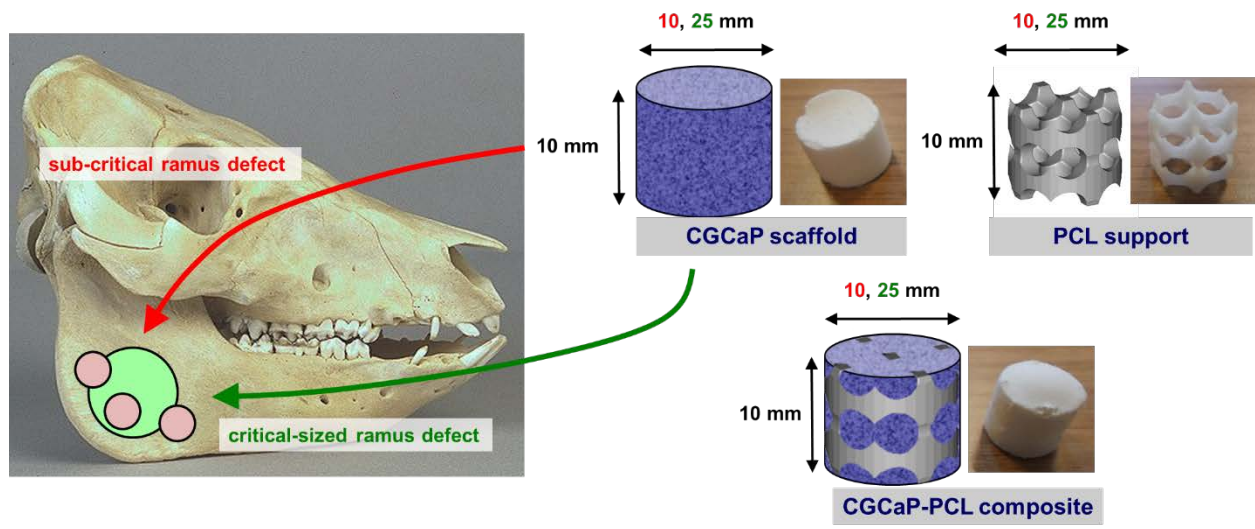 sub-critical ramus defect
critical-sized ramus defect
10, 25 mm
10 mm
CGCaP scaffold
10, 25 mm
10 mm
PCL support
10, 25 mm
10 mm
CGCaP-PCL composite